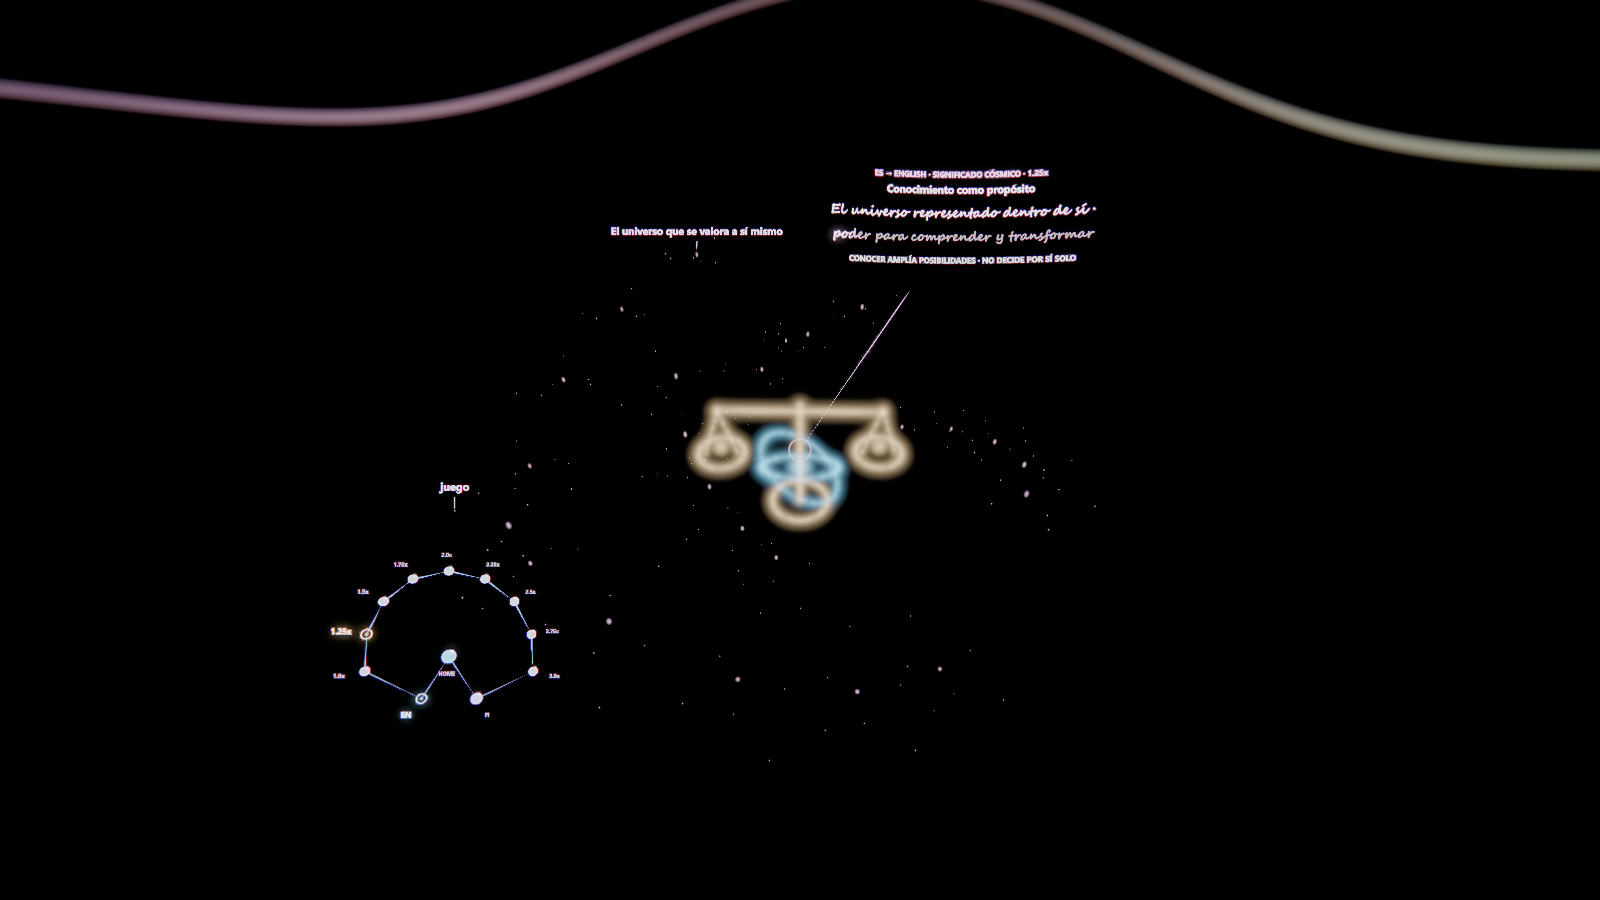 ES → ENGLISH · SIGNIFICADO CÓSMICO · 1.25x
Conocimiento como propósito
El universo representado dentro de sí ·
poder para comprender y transformar
CONOCER AMPLÍA POSIBILIDADES · NO DECIDE POR SÍ SOLO
El universo que se valora a sí mismo
juego
2.0x
1.75x
2.25x
1.5x
2.5x
1.25x
2.75x
1.0x
HOME
3.0x
EN